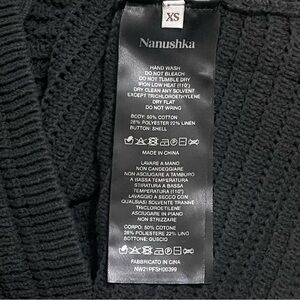 XS
Nanushka
HAND WASH
DO NOT BLEACH
DO NOT TUMBLE DRY
IRON LOW HEAT (110°)
DRY CLEAN ANY SOLVENT
EXCEPT TRICHLOROETHYLENE
DRY FLAT
DO NOT WRING
BODY: 50% COTTON
28% POLYESTER 22% LINEN
BUTTON: SHELL
MADE IN CHINA
LAVARE A MANO
NON CANDEGGIARE
NON ASCIUGARE A TAMBURO
A BASSA TEMPERATURA
STIRATURA A BASSA
TEMPERATURA (110°)
LAVAGGIO A SECCO CON
QUALSIASI SOLVENTE TRANNE
TRICLOROETILENE
ASCIUGARE IN PIANO
NON STRIZZARE
CORPO: 50% COTONE
28% POLIESTERE 22% LINO
BOTTONE: GUSCIO
FABBRICATO IN CINA
NW21PFSH00399